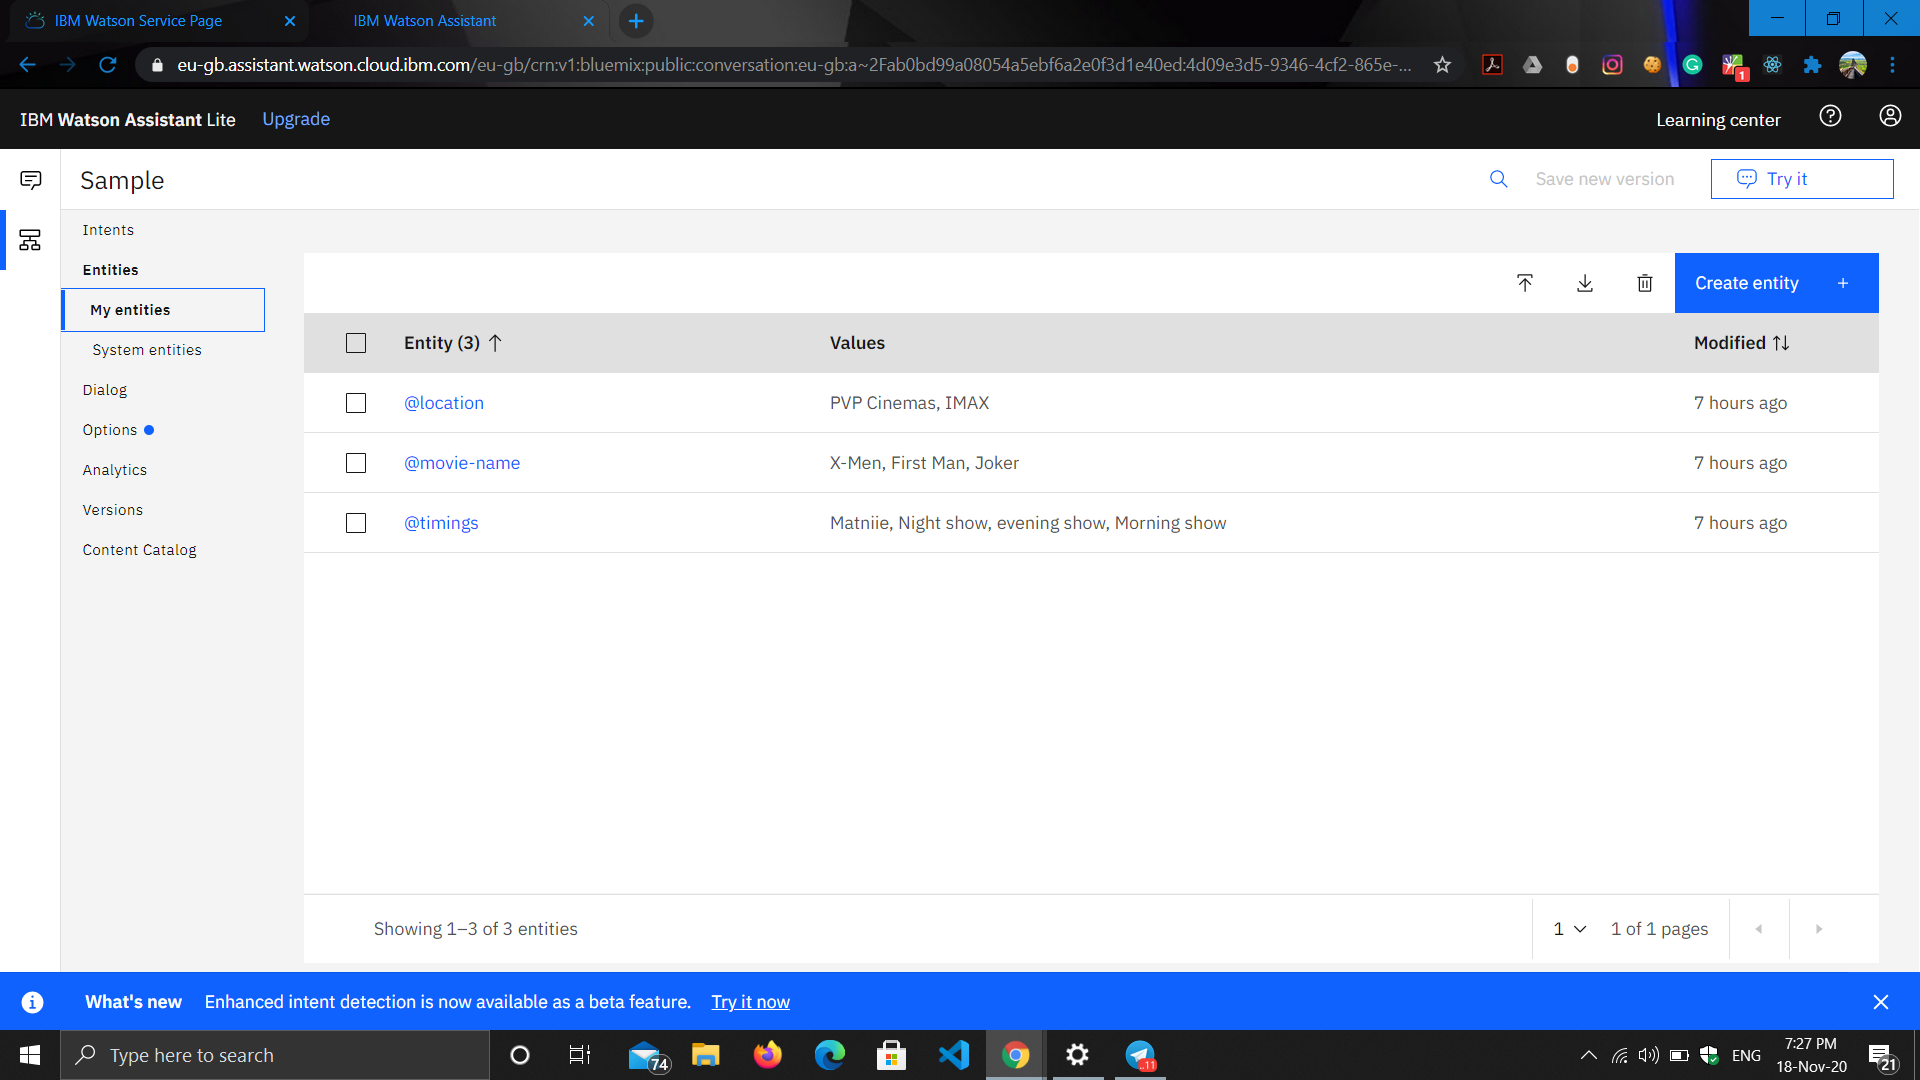 IBM Watson Service Page
IBM Watson Assistant
eu-gb.assistant.watson.cloud.ibm.com/eu-gb/crn:v1:bluemix:public:conversation:eu-gb:a~2Fab0bd99a08054a5ebf6a2e0f3d1e40ed:4d09e3d5-9346-4cf2-865e-...
1
IBM Watson Assistant Lite
Upgrade
Learning center
Sample
Save new version
Try it
Intents
Entities
My entities
System entities
Dialog
Options
Analytics
Versions
Content Catalog
Create entity +
Entity (3)
Values
Modified
@location
PVP Cinemas, IMAX
7 hours ago
@movie-name
X-Men, First Man, Joker
7 hours ago
@timings
Matniie, Night show, evening show, Morning show
7 hours ago
Showing 1–3 of 3 entities
1
1 of 1 pages
What's new
Enhanced intent detection is now available as a beta feature.
Try it now
Type here to search
74
..11
ENG
7:27 PM
18-Nov-20
21